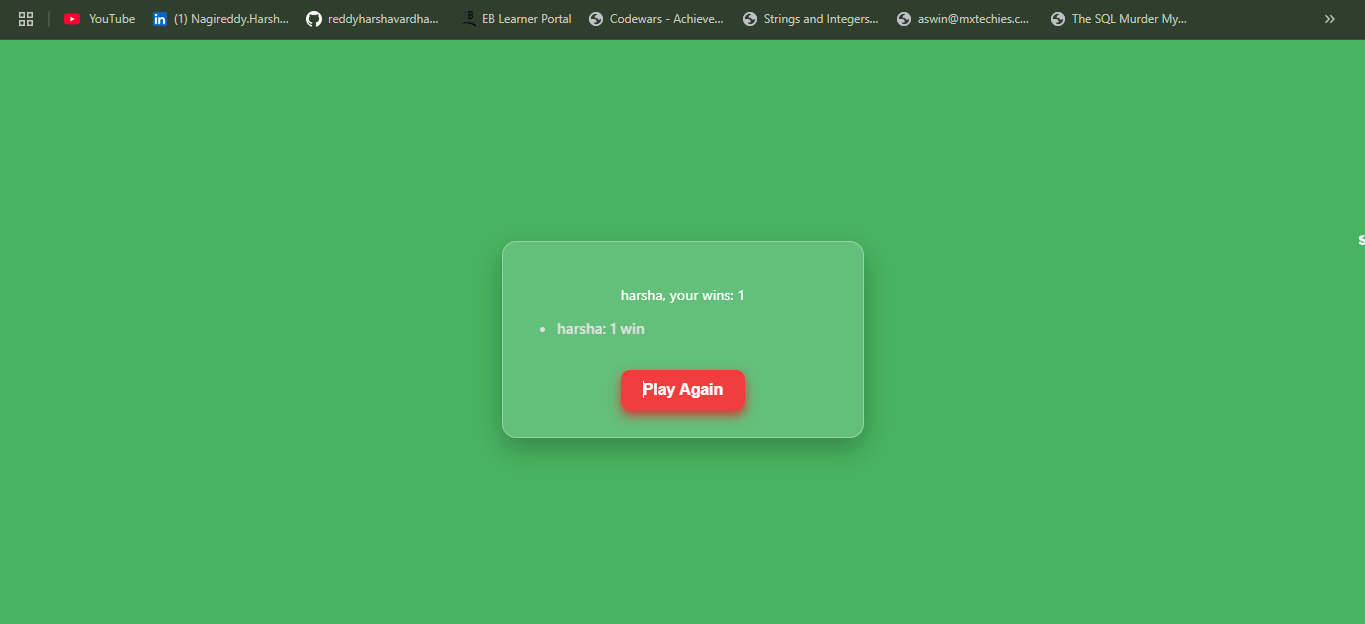 YouTube
(1) Nagireddy.Harsh...
reddyharshavardha...
EB Learner Portal
Codewars - Achieve...
Strings and Integers...
aswin@mxtechies.c...
The SQL Murder My...
harsha, your wins: 1
harsha: 1 win
Play Again